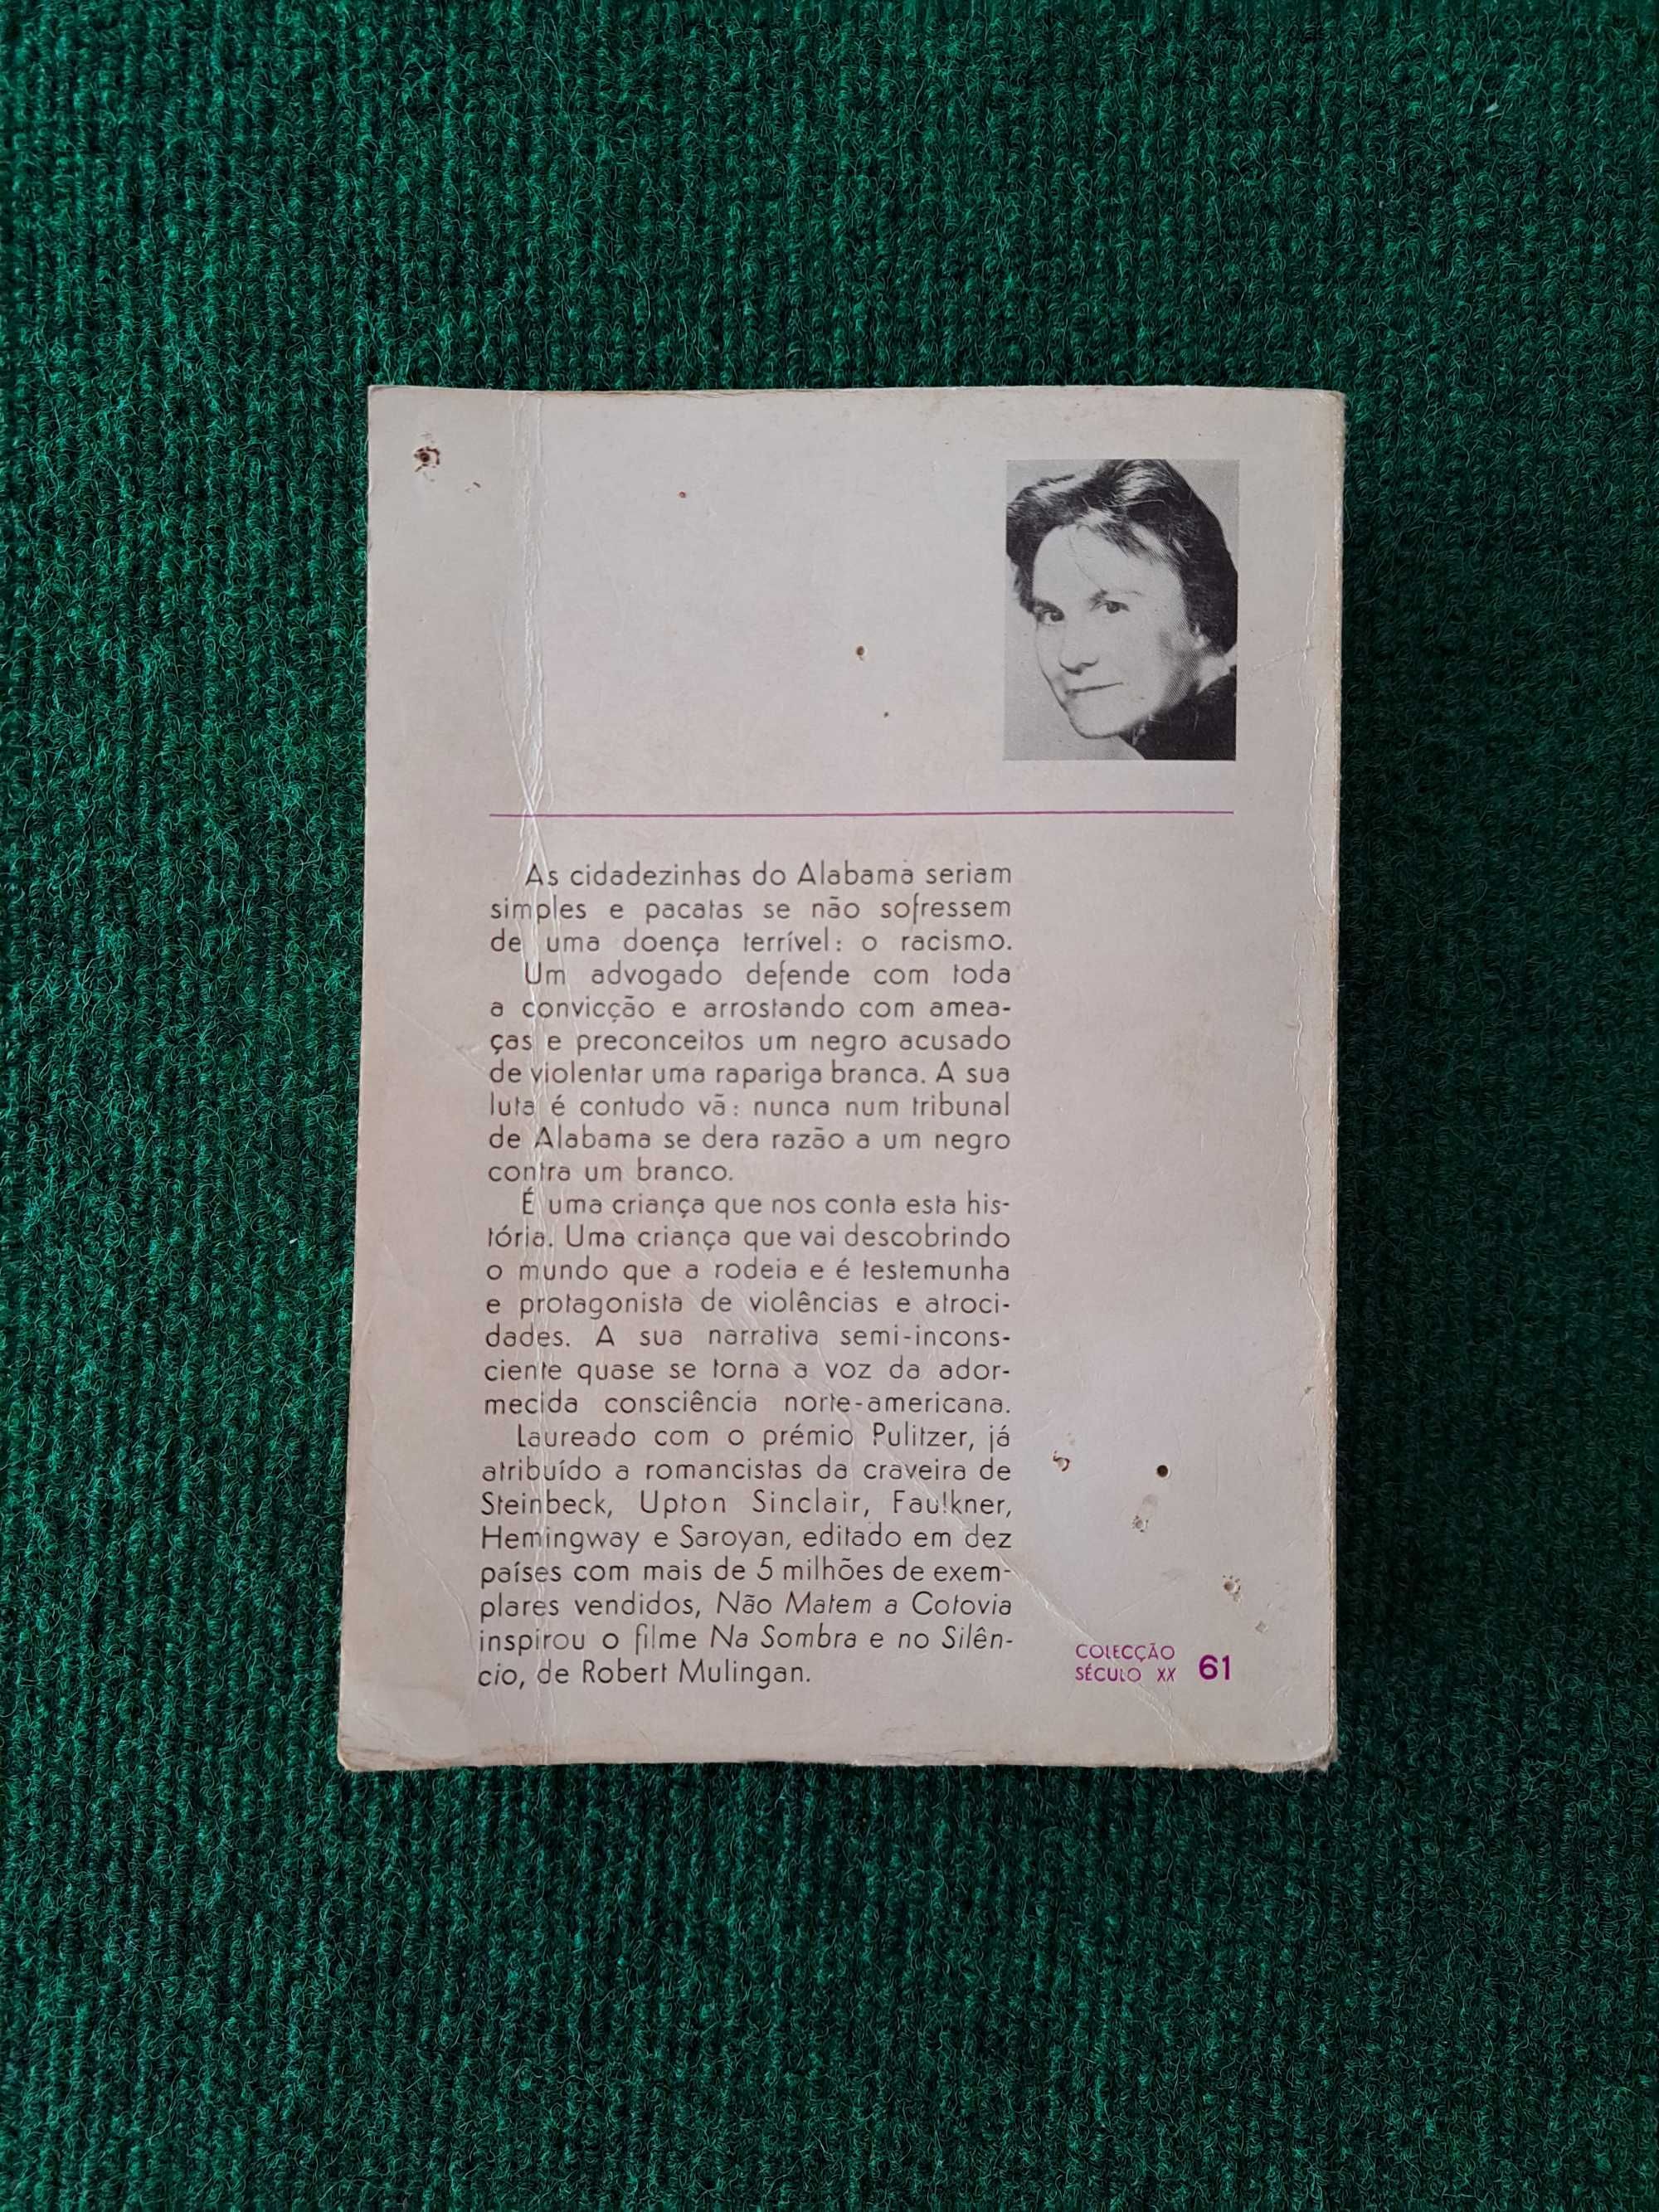 As cidadezinhas do Alabama seriam
simples e pacatas se não sofressem
de uma doença terrível: o racismo.
Um advogado defende com toda
a convicção e arrostando com amea-
ças e preconceitos um negro acusado
de violentar uma rapariga branca. A sua
luta é contudo vã: nunca num tribunal
de Alabama se dera razão a um negro
contra um branco.
É uma criança que nos conta esta his-
tória. Uma criança que vai descobrindo
o mundo que a rodeia e é testemunha
e protagonista de violências e atroci-
dades. A sua narrativa semi-incons-
ciente quase se torna a voz da ador-
mecida consciência norte-americana.
Laureado com o prémio Pulitzer, já
atribuído a romancistas da craveira de
Steinbeck, Upton Sinclair, Faulkner,
Hemingway e Saroyan, editado em dez
países com mais de 5 milhões de exem-
plares vendidos, Não Matem a Cotovia
inspirou o filme Na Sombra e no Silên-
cio, de Robert Mulingan.
COLECÇÃO
SÉCULO XX 61